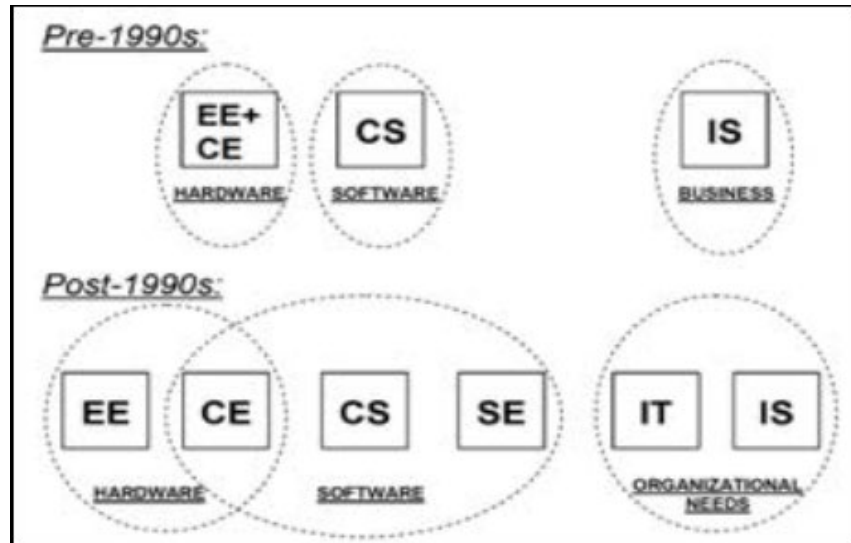 Pre-1990s:
EE+
CE
CS
IS
HARDWARE
SOFTWARE
BUSINESS
Post-1990s:
EE
CE
CS
SE
IT
IS
HARDWARE
SOFTWARE
ORGANIZATIONAL
NEEDS